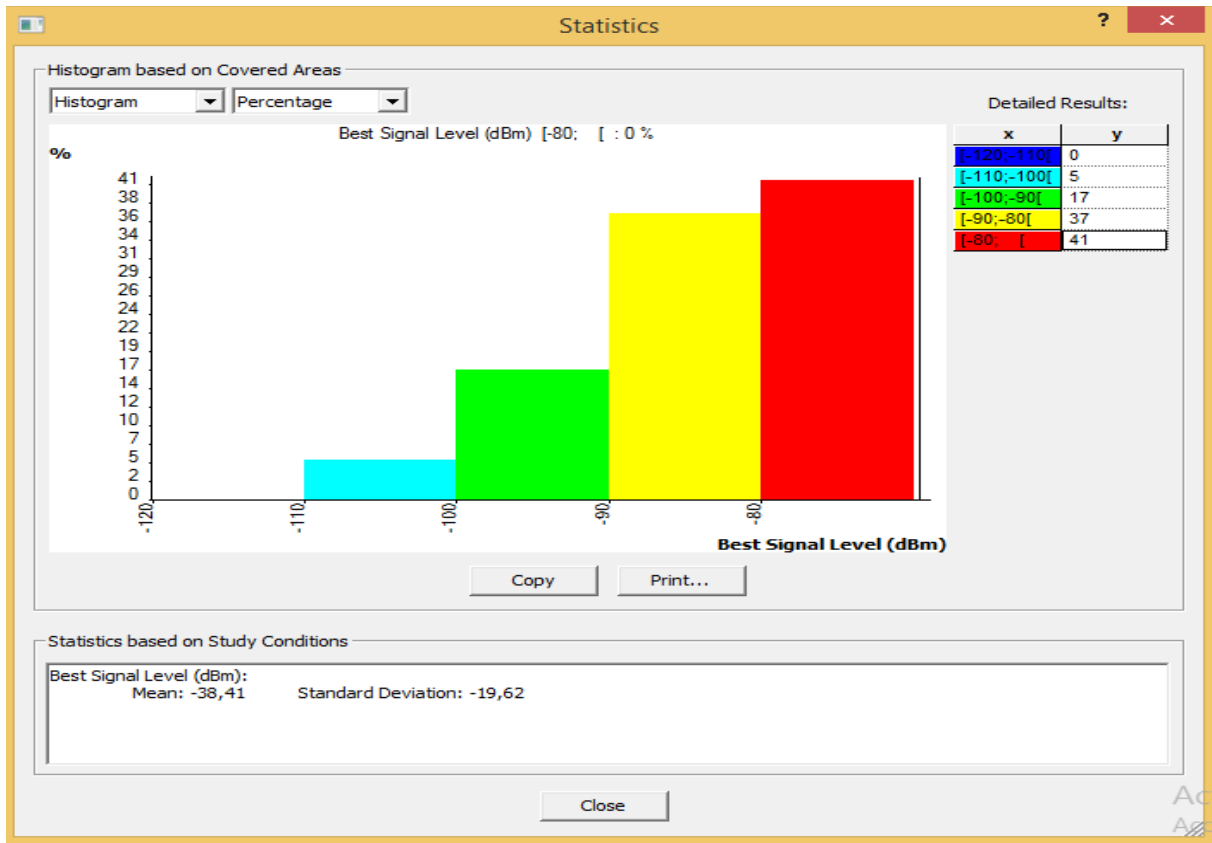 Statistics
?
Histogram based on Covered Areas
Histogram Percentage
Detailed Results:
Best Signal Level (dBm) [-80; [ : 0 %
x y
[-120;-110[ 0
[-110;-100[ 5
[-100;-90[ 17
[-90;-80[ 37
[-80; [ 41
%
41
38
36
34
31
29
26
24
22
19
17
14
12
10
7
5
2
0
-120 -110 -100 -90 -80
Best Signal Level (dBm)
Copy Print...
Statistics based on Study Conditions
Best Signal Level (dBm):
Mean: -38,41 Standard Deviation: -19,62
Close